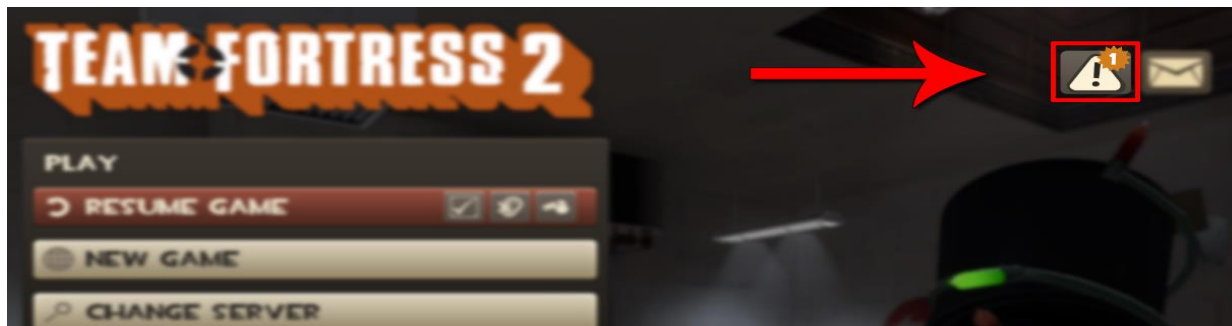 TEAM FORTRESS 2
1
!
PLAY
RESUME GAME
NEW GAME
CHANGE SERVER